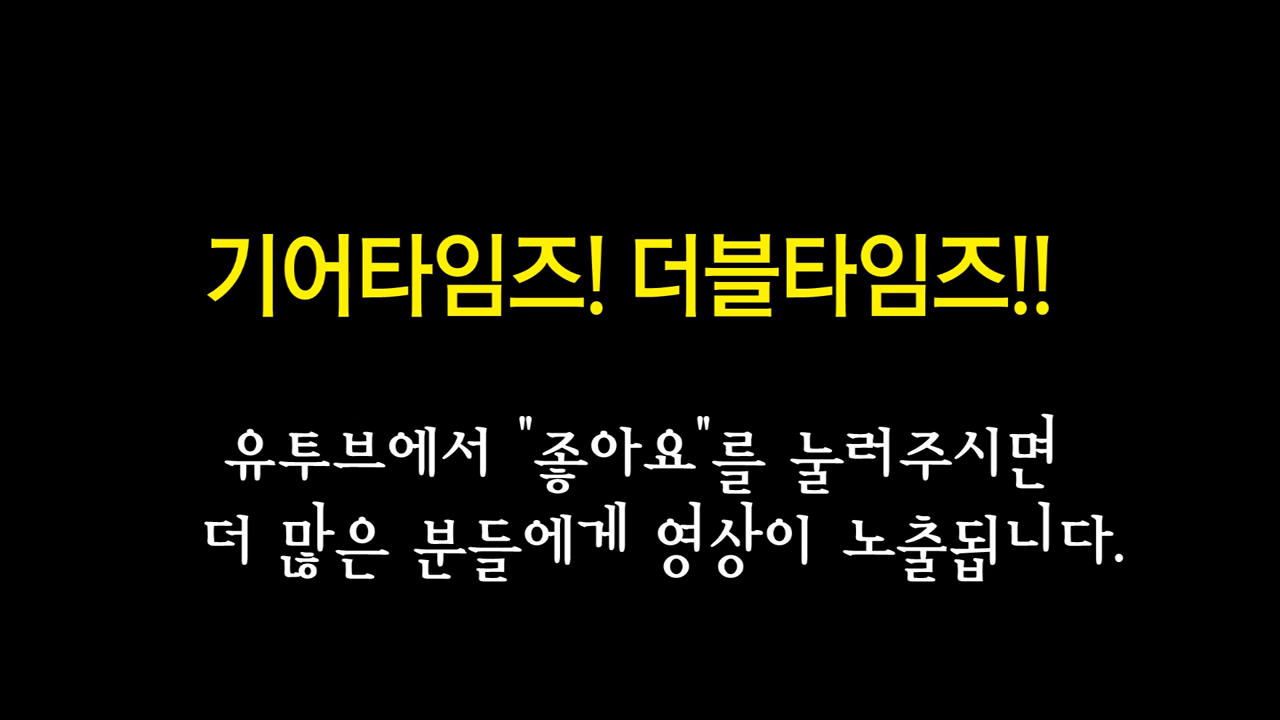 기어타임즈! 더블타임즈!!
유투브에서 "좋아요"를 눌러주시면
더 많은 분들에게 영상이 노출됩니다.